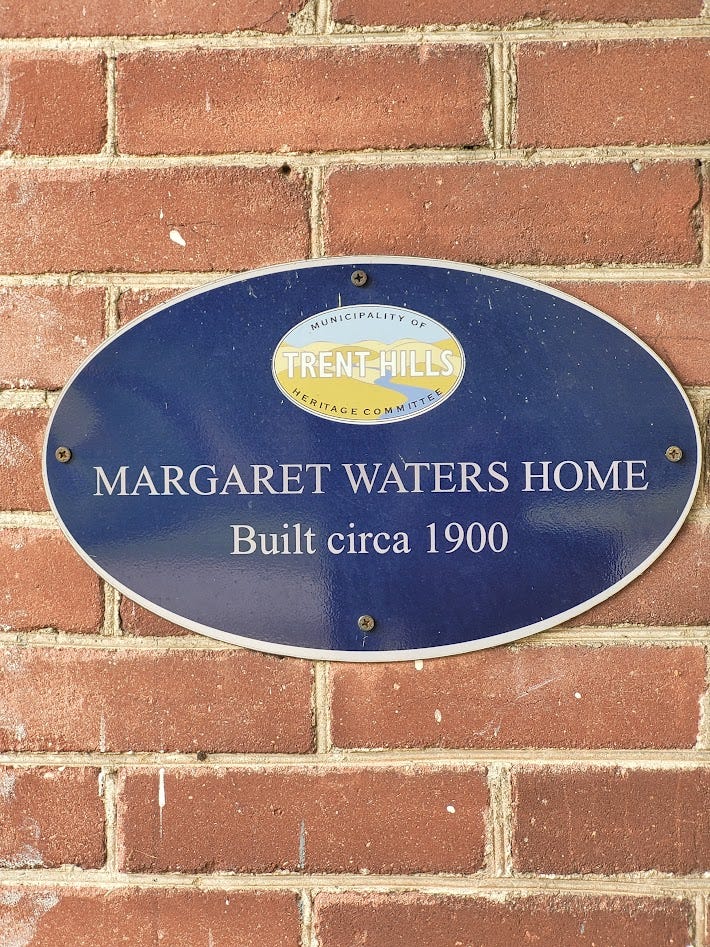 MUNICIPALITY OF
TRENT HILLS
HERITAGE COMMITTEE
MARGARET WATERS HOME
Built circa 1900